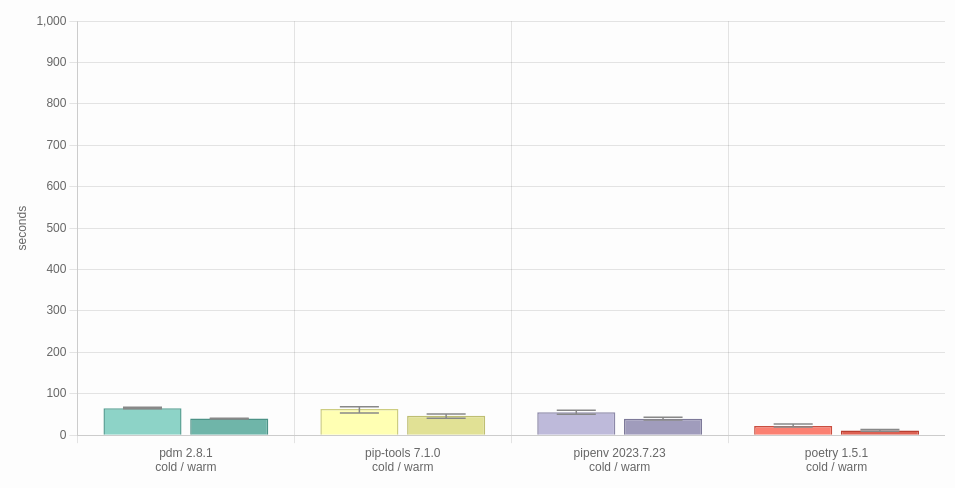 1,000
900
800
700
600
500
400
300
200
100
0
seconds
pdm 2.8.1
cold / warm
pip-tools 7.1.0
cold / warm
pipenv 2023.7.23
cold / warm
poetry 1.5.1
cold / warm